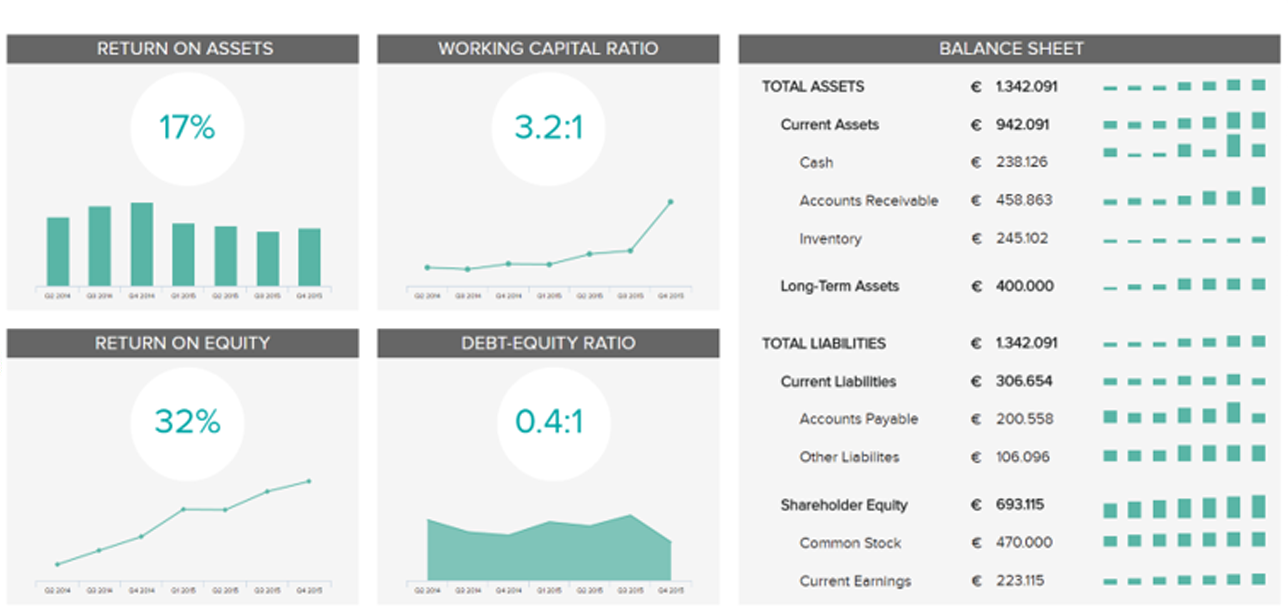 RETURN ON ASSETS
17%
Q2 2014 Q3 2014 Q4 2014 Q1 2015 Q2 2015 Q3 2015 Q4 2015
WORKING CAPITAL RATIO
3.2:1
Q2 2014 Q3 2014 Q4 2014 Q1 2015 Q2 2015 Q3 2015 Q4 2015
RETURN ON EQUITY
32%
Q2 2014 Q3 2014 Q4 2014 Q1 2015 Q2 2015 Q3 2015 Q4 2015
DEBT-EQUITY RATIO
0.4:1
Q2 2014 Q3 2014 Q4 2014 Q1 2015 Q2 2015 Q3 2015 Q4 2015
BALANCE SHEET
TOTAL ASSETS € 1.342.091
Current Assets € 942.091
Cash € 238.126
Accounts Receivable € 458.863
Inventory € 245.102
Long-Term Assets € 400.000
TOTAL LIABILITIES € 1.342.091
Current Liabilities € 306.654
Accounts Payable € 200.558
Other Liabilites € 106.096
Shareholder Equity € 693.115
Common Stock € 470.000
Current Earnings € 223.115